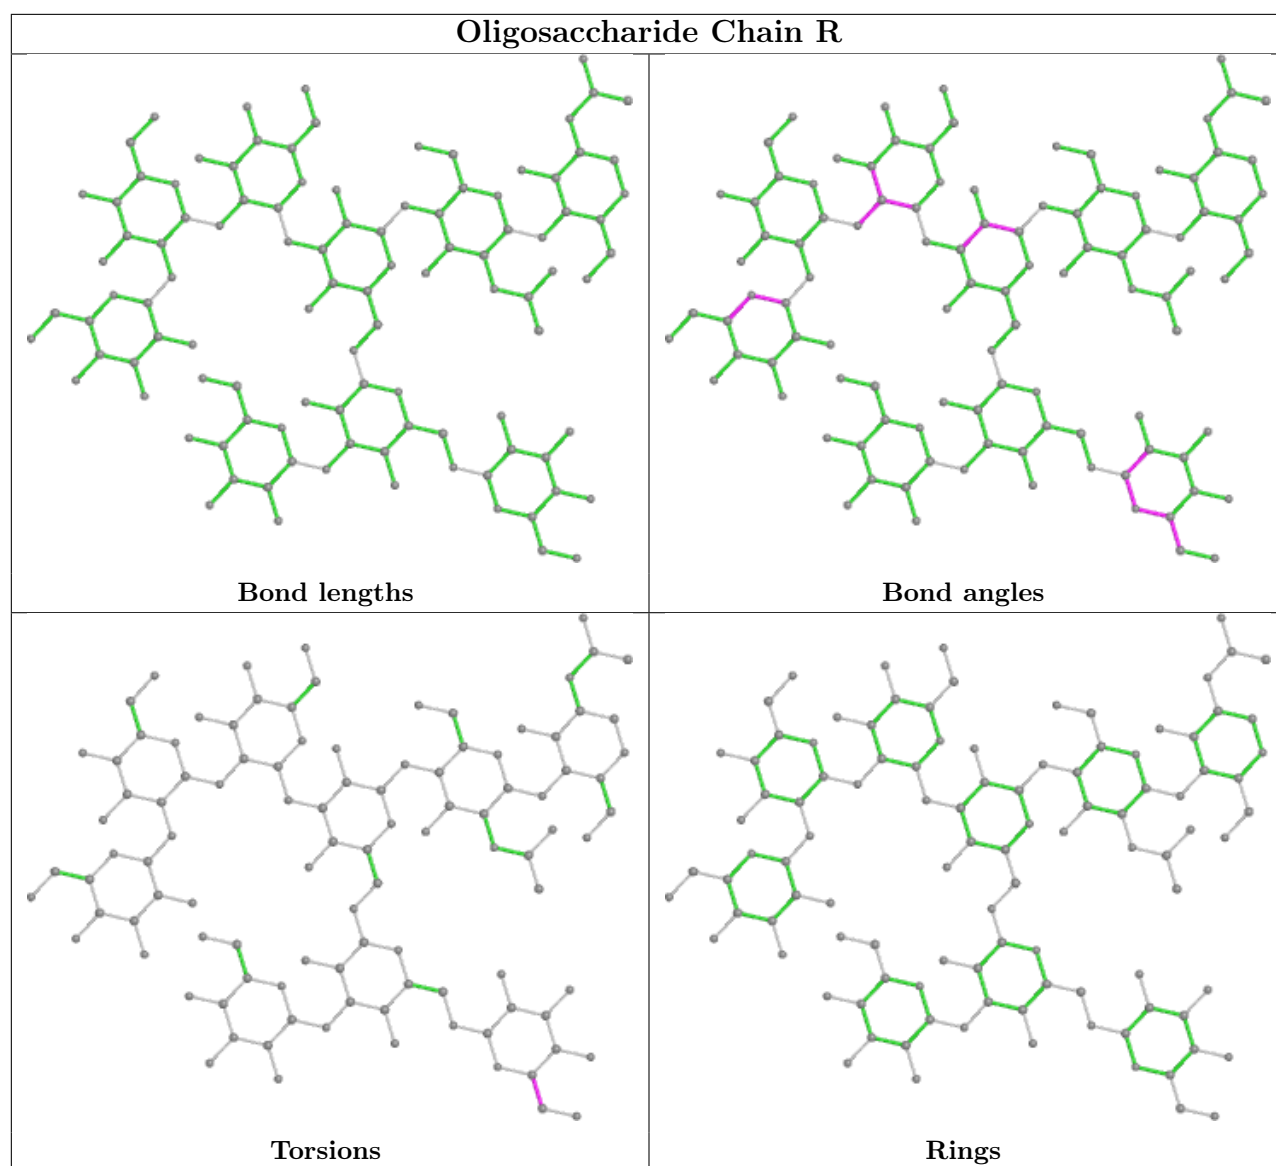 Oligosaccharide Chain R
Bond lengths
Bond angles
Torsions
Rings